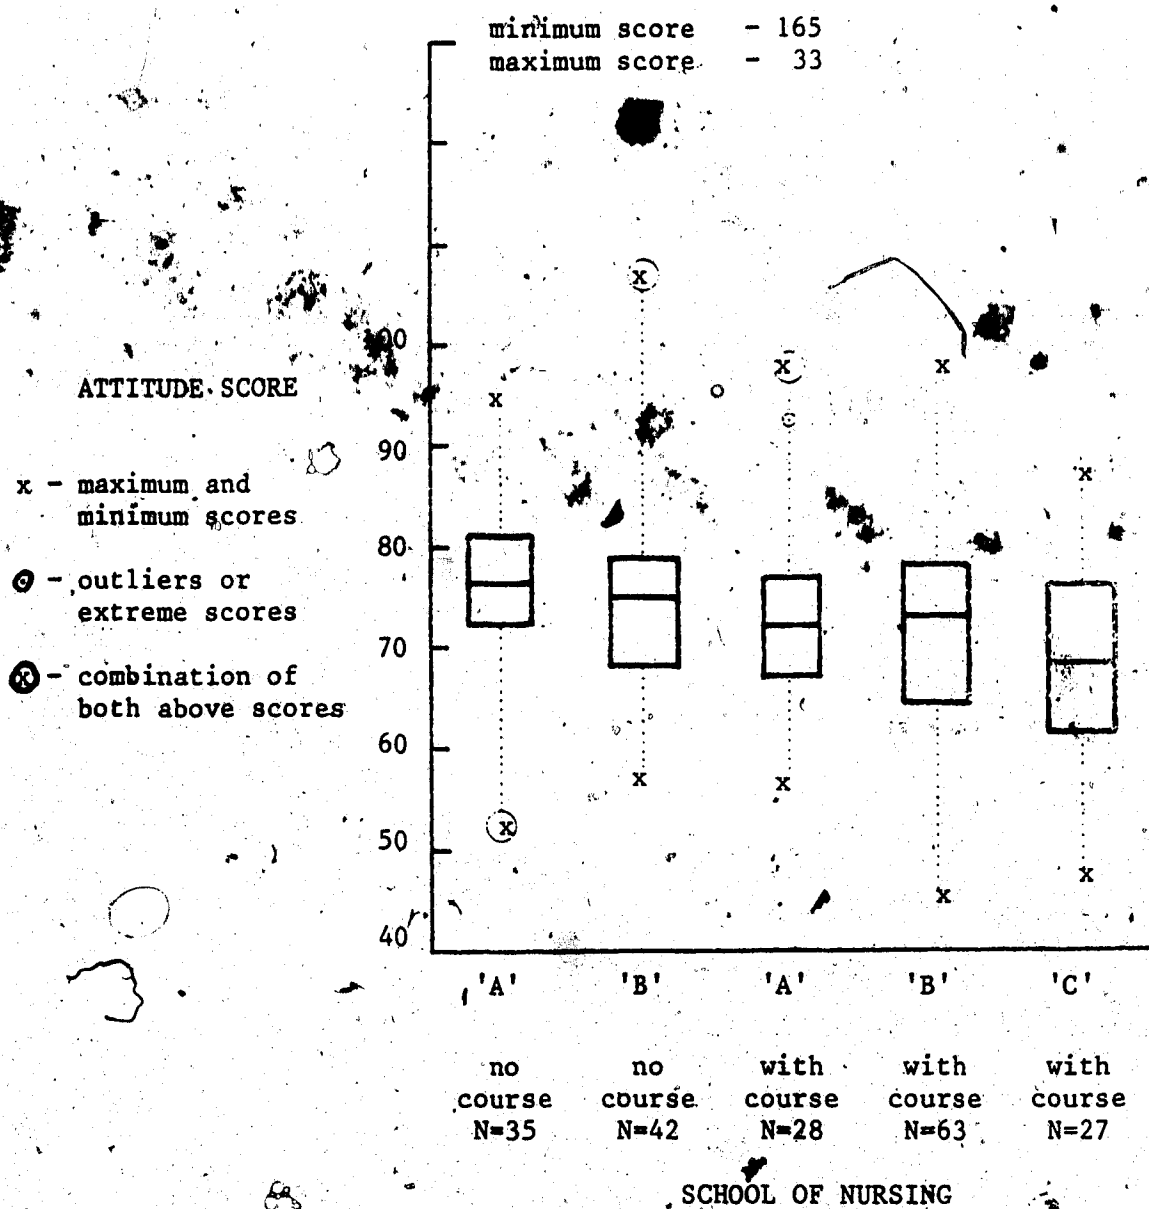 minimum score - 165
maximum score - 33
ATTITUDE SCORE
x - maximum and
minimum scores
- outliers or
extreme scores
x - combination of
both above scores
90
80
70
60
50
40
x
x
x
x
x
x
x
x
x
x
'A' 'B' 'A' 'B' 'C'
no no with with with
course course course course course
N=35 N=42 N=28 N=63 N=27
SCHOOL OF NURSING